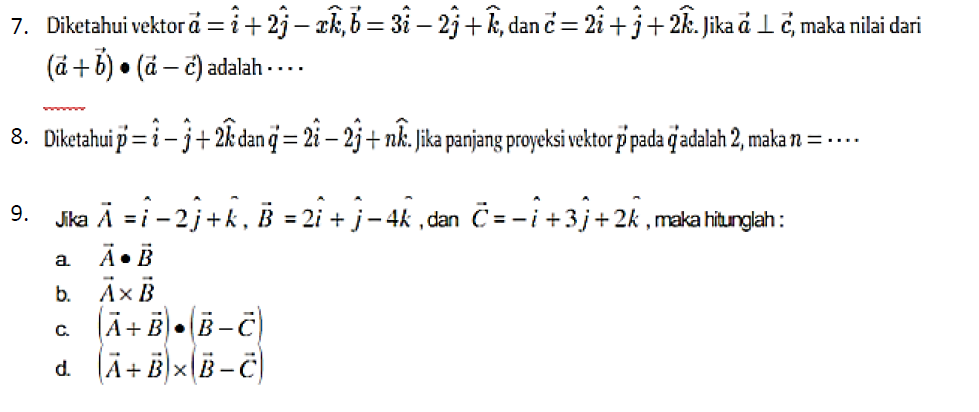 7. Diketahui vektor a⃗ = î + 2ĵ − xk̂, b⃗ = 3î − 2ĵ + k̂, dan c⃗ = 2î + ĵ + 2k̂. Jika a⃗ ⊥ c⃗, maka nilai dari
(a⃗ + b⃗) • (a⃗ − c⃗) adalah ⋯⋅
8. Diketahui p⃗ = î − ĵ + 2k̂ dan q⃗ = 2î − 2ĵ + nk̂. Jika panjang proyeksi vektor p⃗ pada q⃗ adalah 2, maka n = ⋯⋅
9. Jika A⃗ = î − 2ĵ + k̂, B⃗ = 2î + ĵ − 4k̂, dan C⃗ = −î + 3ĵ + 2k̂, maka hitunglah :
a. A⃗ • B⃗
b. A⃗ × B⃗
c. (A⃗ + B⃗) • (B⃗ − C⃗)
d. (A⃗ + B⃗) × (B⃗ − C⃗)